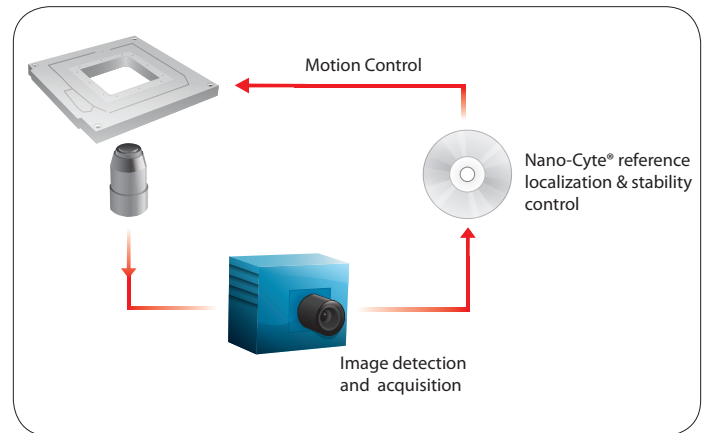 Motion Control
Nano-Cyte® reference
localization & stability
control
Image detection
and acquisition